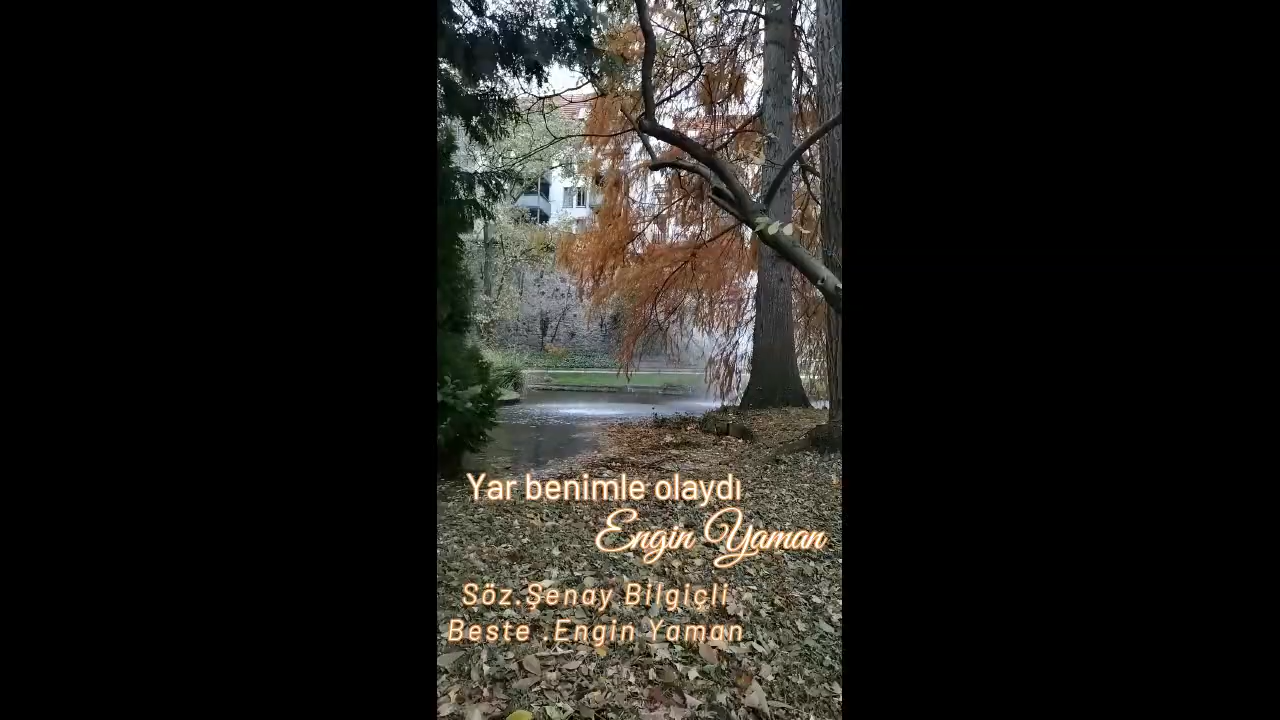 Yar benimle olaydı
Engin Yaman
Söz.Şenay Bilgiçli
Beste .Engin Yaman